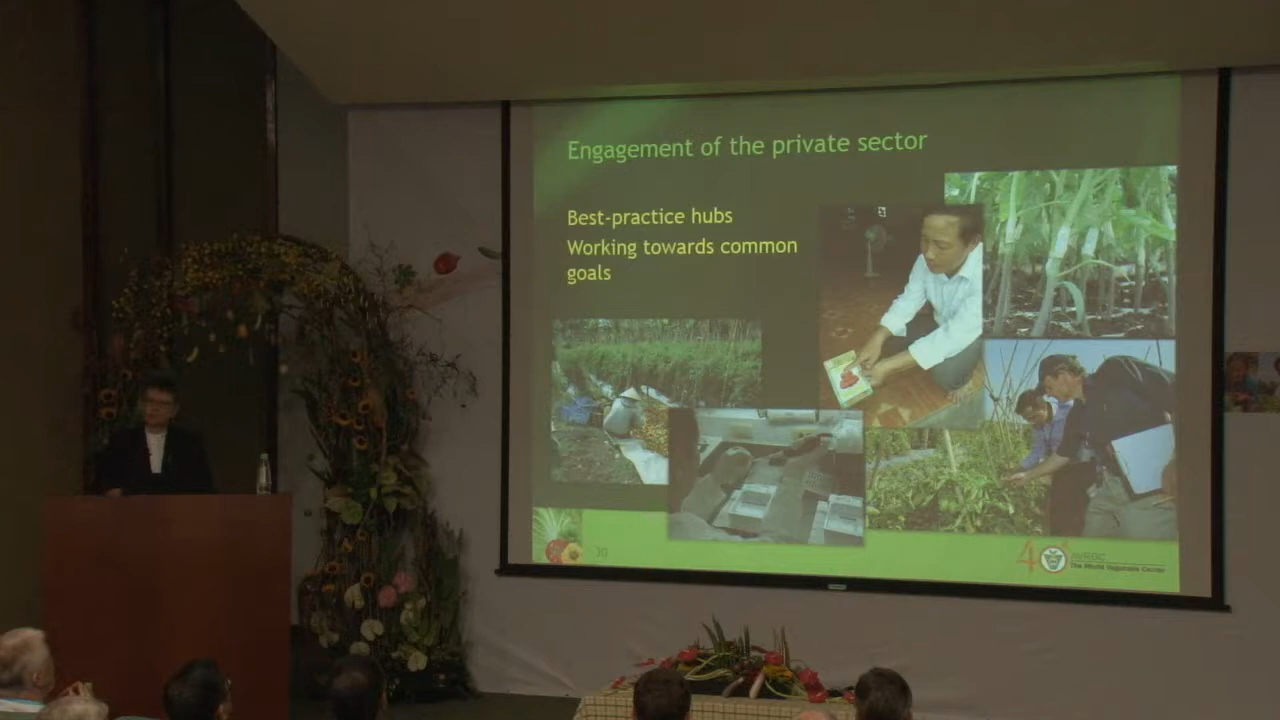 Engagement of the private sector
Best-practice hubs
Working towards common
goals
30
40
AVRDC
The World Vegetable Center